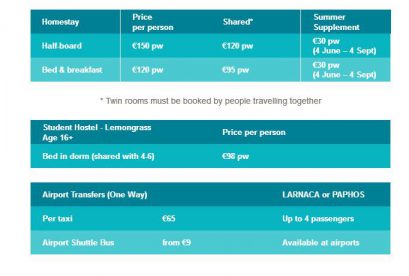 Homestay Price per person Shared* Summer Supplement
Half board €150 pw €120 pw €30 pw (4 June – 4 Sept)
Bed & breakfast €120 pw €95 pw €30 pw (4 June – 4 Sept)
* Twin rooms must be booked by people travelling together
Student Hostel - Lemongrass Age 16+ Price per person
Bed in dorm (shared with 4-6) €98 pw
Airport Transfers (One Way) LARNACA or PAPHOS
Per taxi €65 Up to 4 passengers
Airport Shuttle Bus from €9 Available at airports